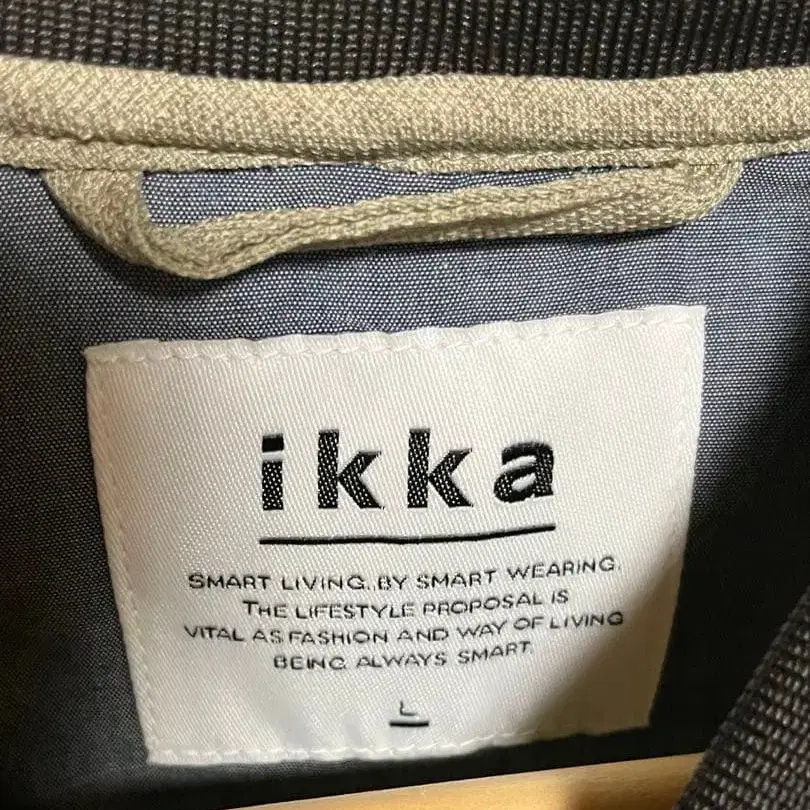 ikka
SMART LIVING..BY SMART WEARING.
THE LIFESTYLE PROPOSAL IS
VITAL AS FASHION AND WAY OF LIVING
BEING ALWAYS SMART.
L